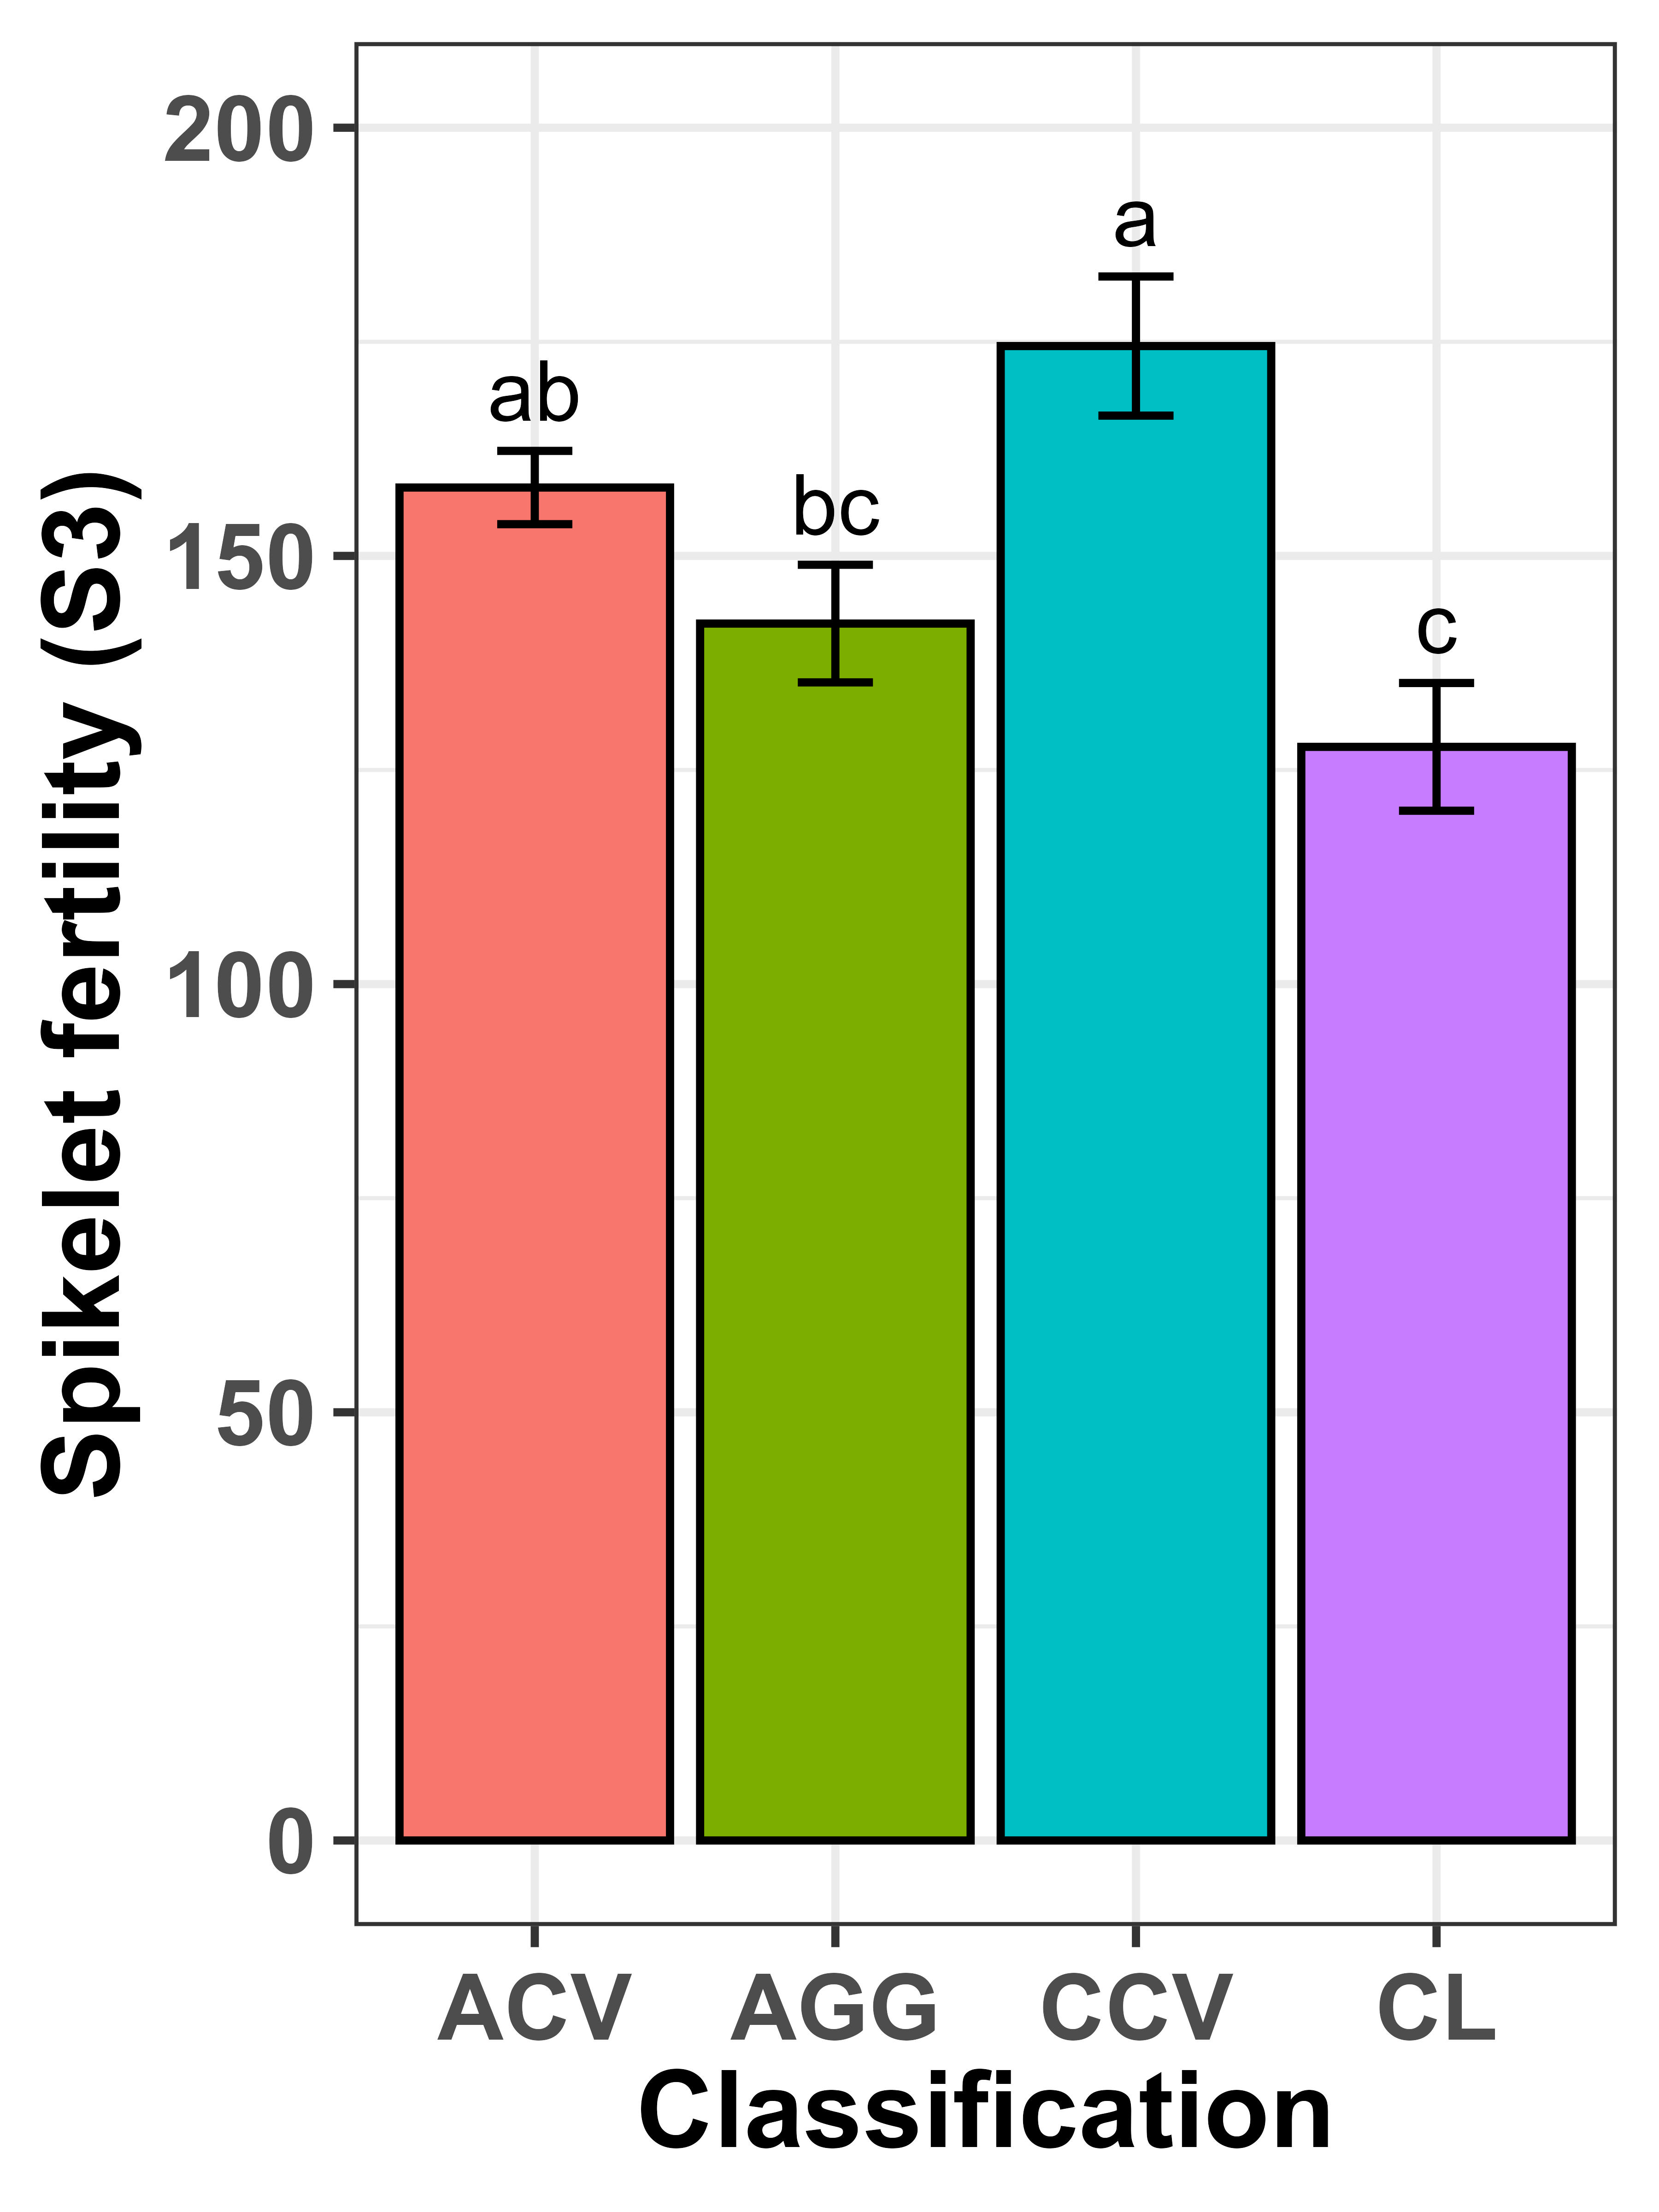 Spikelet fertility (S3)
200
150
100
50
0
ab
bc
a
c
ACV AGG CCV CL
Classification